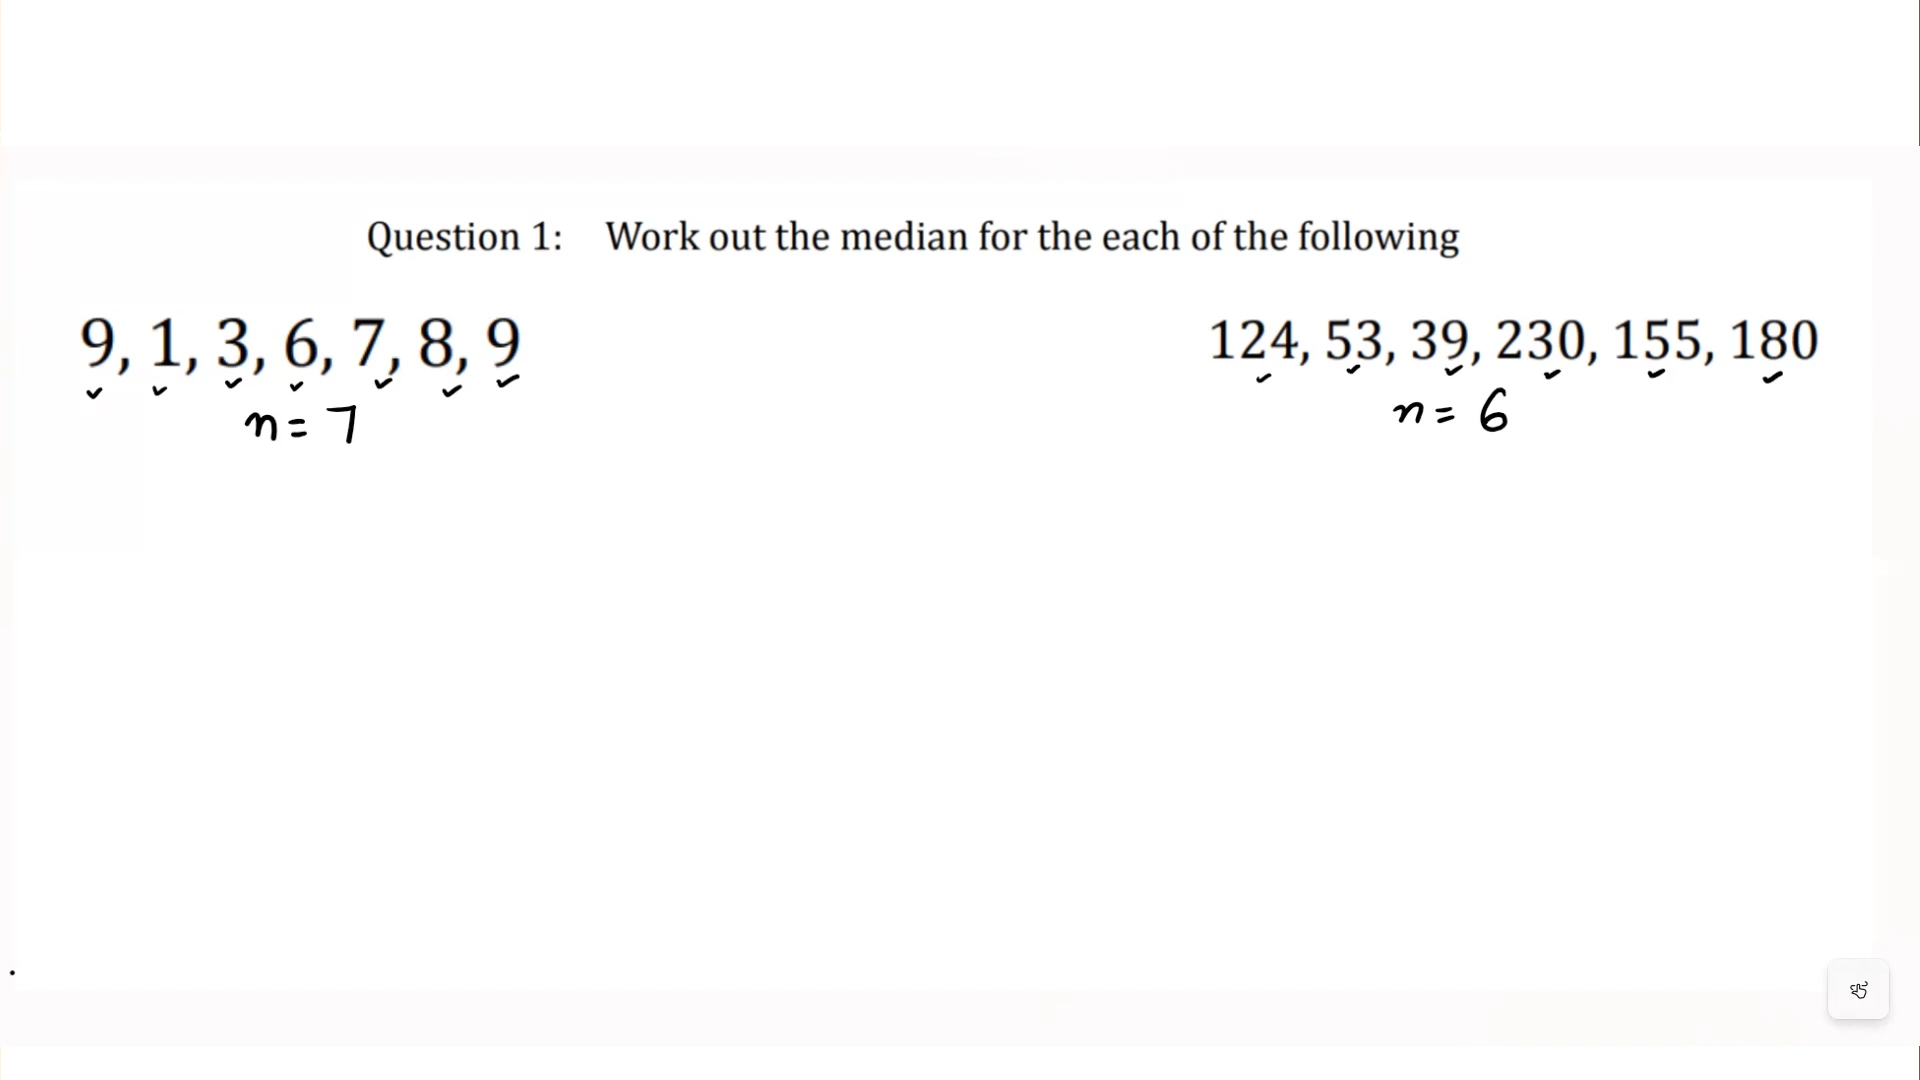 Question 1: Work out the median for the each of the following
9, 1, 3, 6, 7, 8, 9
n = 7
124, 53, 39, 230, 155, 180
n = 6